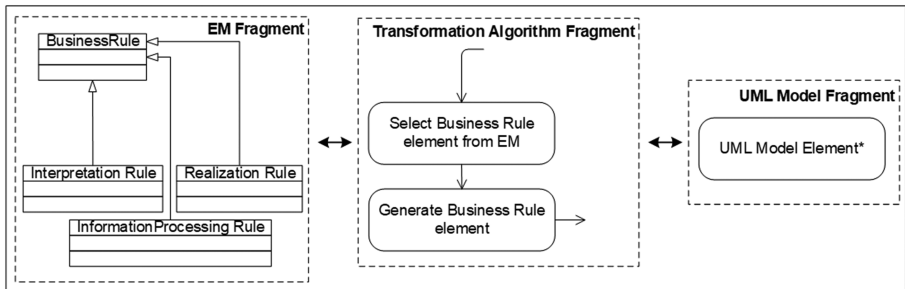 EM Fragment
BusinessRule
Interpretation Rule
Realization Rule
InformationProcessing Rule
Transformation Algorithm Fragment
Select Business Rule
element from EM
Generate Business Rule
element
UML Model Fragment
UML Model Element*